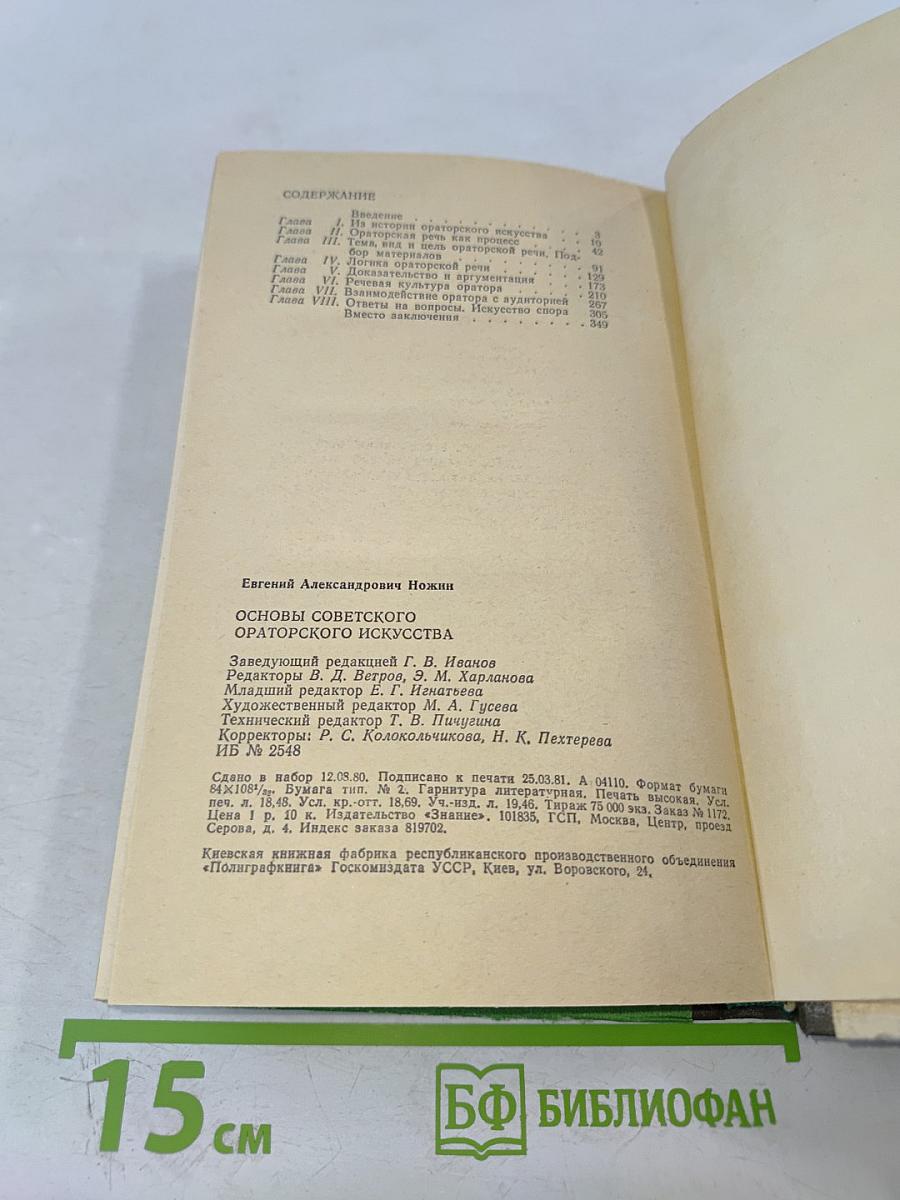 СОДЕРЖАНИЕ
Введение . . . . . . . . . . . 3
Глава I. Из истории ораторского искусства . . 10
Глава II. Ораторская речь как процесс . . . . 42
Глава III. Тема, вид и цель ораторской речи. Под-
бор материалов . . . . . . . . 91
Глава IV. Логика ораторской речи . . . . . . 129
Глава V. Доказательство и аргументация . . . 173
Глава VI. Речевая культура оратора . . . . . 210
Глава VII. Взаимодействие оратора с аудиторией 267
Глава VIII. Ответы на вопросы. Искусство спора 305
Вместо заключения . . . . . . . . 349
Евгений Александрович Ножин
ОСНОВЫ СОВЕТСКОГО
ОРАТОРСКОГО ИСКУССТВА
Заведующий редакцией Г. В. Иванов
Редакторы В. Д. Ветров, Э. М. Харланова
Младший редактор Е. Г. Игнатьева
Художественный редактор М. А. Гусева
Технический редактор Т. В. Пичугина
Корректоры: Р. С. Колокольчикова, Н. К. Пехтерева
ИБ № 2548
Сдано в набор 12.08.80. Подписано к печати 25.03.81. А 04110. Формат бумаги
84×108¹/₃₂. Бумага тип. № 2. Гарнитура литературная. Печать высокая. Усл.
печ. л. 18,48. Усл. кр.-отт. 18,69. Уч.-изд. л. 19,46. Тираж 75 000 экз. Заказ № 1172.
Цена 1 р. 10 к. Издательство «Знание». 101835, ГСП, Москва, Центр, проезд
Серова, д. 4. Индекс заказа 819702.
Киевская книжная фабрика республиканского производственного объединения
«Полиграфкнига» Госкомиздата УССР, Киев, ул. Воровского, 24.
15 см
БФ БИБЛИОФАН